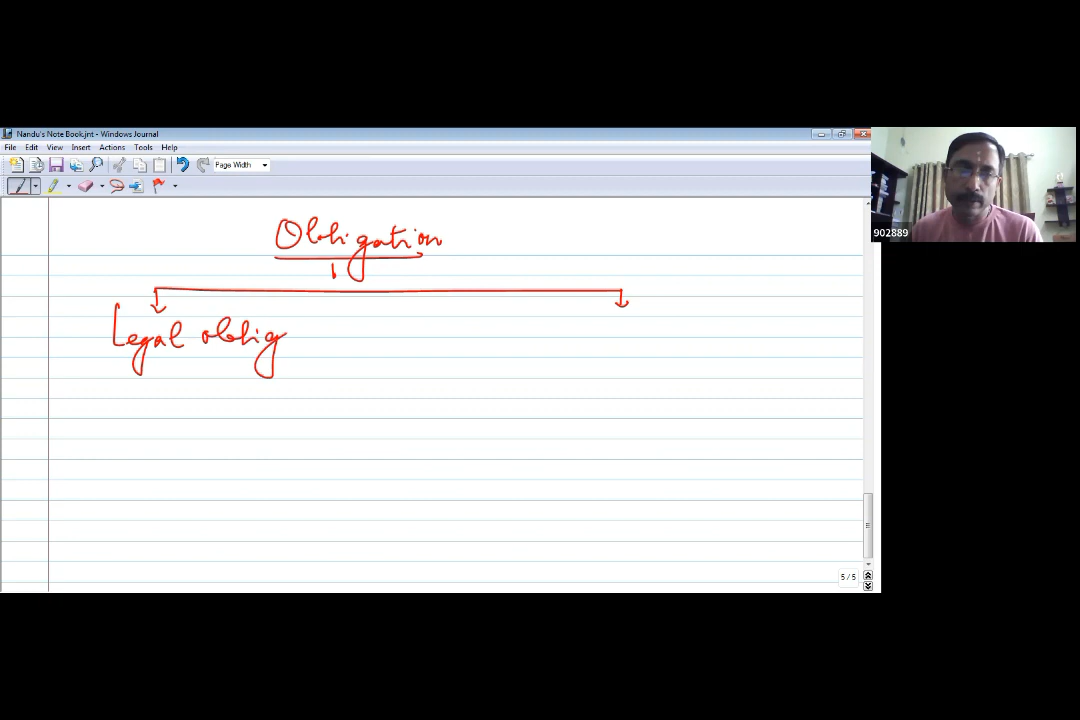 Nandu's Note Book.jnt - Windows Journal
File Edit View Insert Actions Tools Help
Page Width
902889
Obligation
Legal oblig
5 / 5